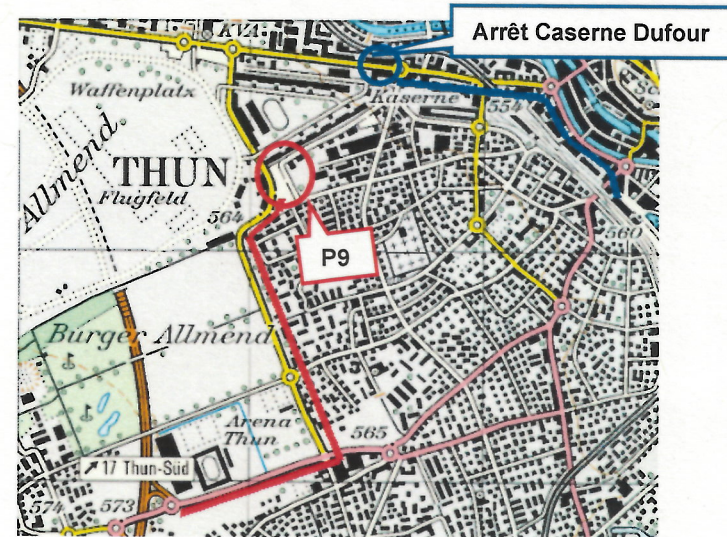 Arrêt Caserne Dufour
KVA
Waffenplatz
Kaserne
554
Allmend
THUN
Flugfeld
564
560
P9
Burger Allmend
Arena
Thun
565
17 Thun-Süd
573
574